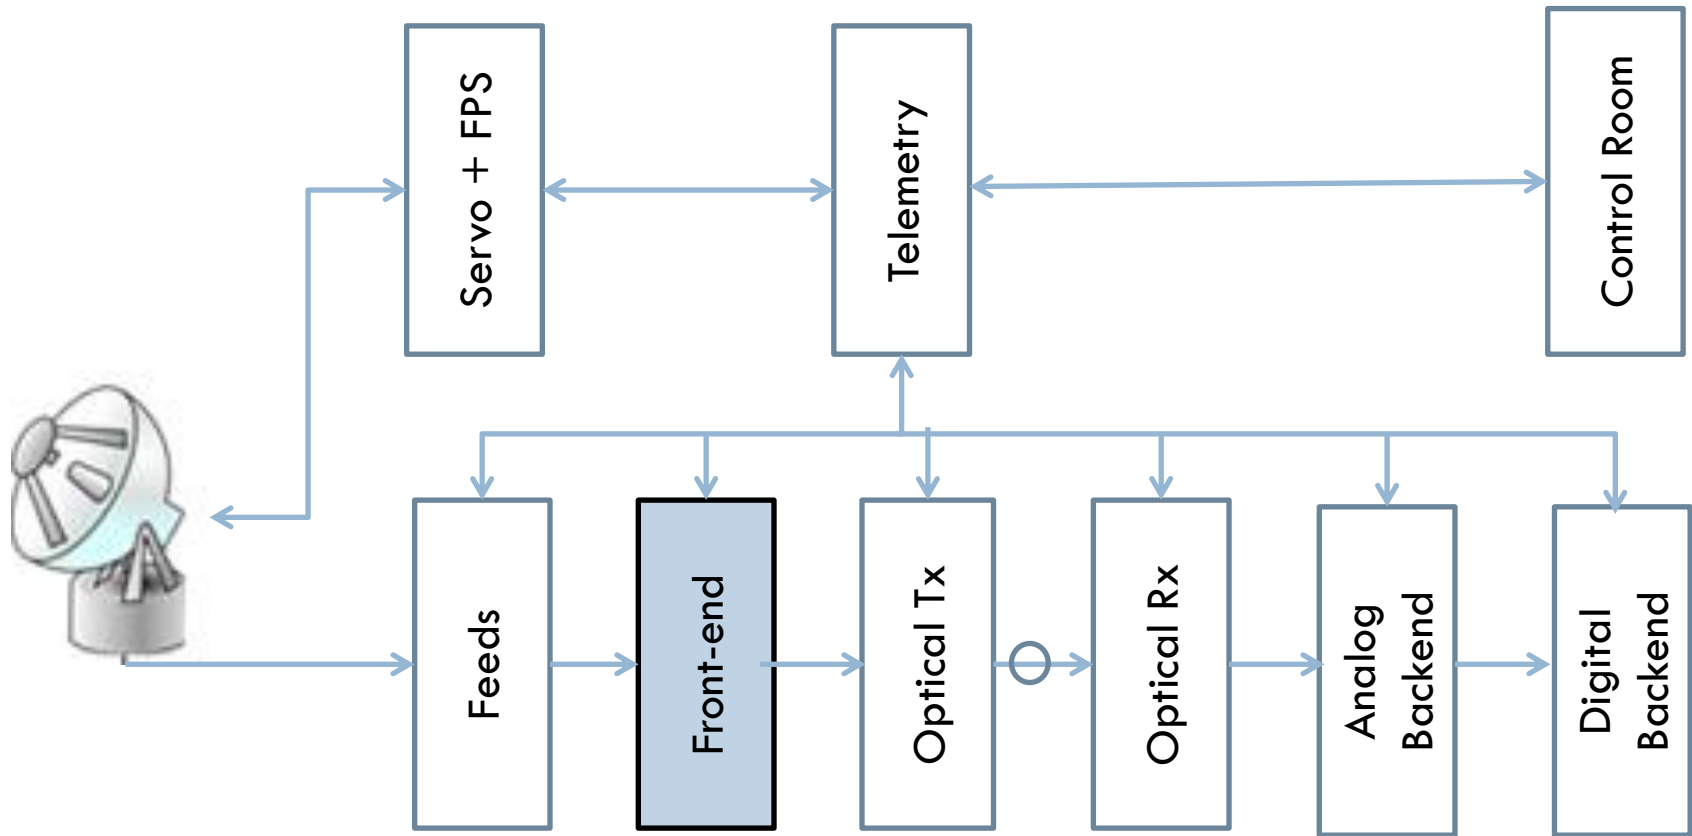 Servo + FPS
Telemetry
Control Room
Feeds
Front-end
Optical Tx
Optical Rx
Analog
Backend
Digital
Backend